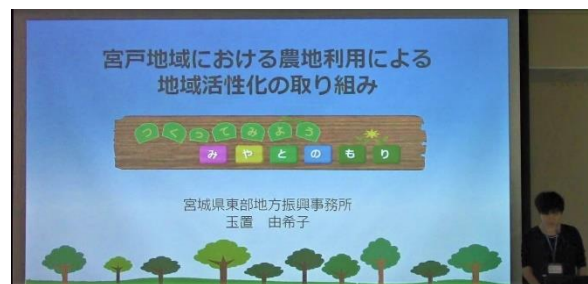 宮戸地域における農地利用による
地域活性化の取り組み
つくってみよう
みやとのもり
宮城県東部地方振興事務所
玉置　由希子